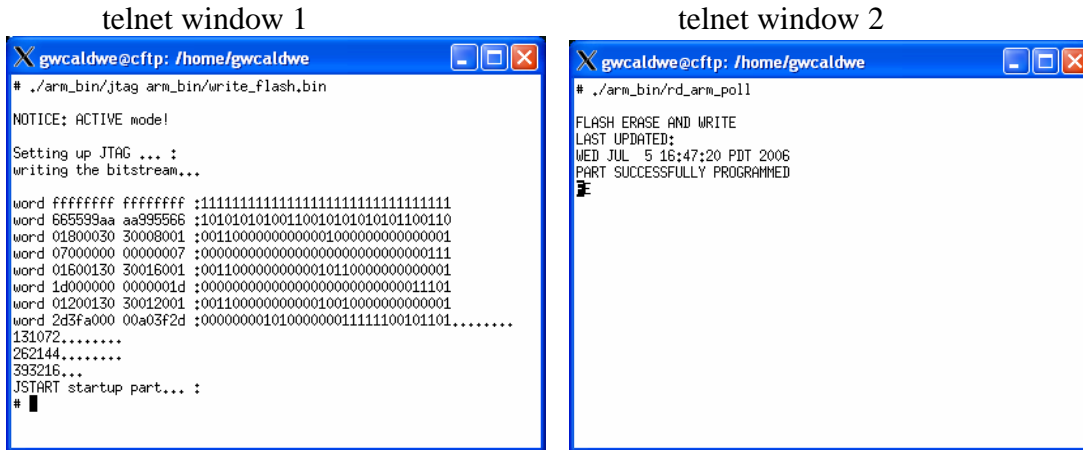 telnet window 1
gwcaldwe@cftp: /home/gwcaldwe
# ./arm_bin/jtag arm_bin/write_flash.bin
NOTICE: ACTIVE mode!
Setting up JTAG ... :
writing the bitstream...
word ffffffff ffffffff :11111111111111111111111111111111
word 665599aa aa995566 :10101010100110010101010101100110
word 01800030 30008001 :00110000000000001000000000000001
word 07000000 00000007 :00000000000000000000000000000111
word 01600130 30016001 :00110000000000010110000000000001
word 1d000000 0000001d :00000000000000000000000000011101
word 01200130 30012001 :00110000000000010010000000000001
word 2d3fa000 00a03f2d :00000000101000000011111100101101........
131072........
262144........
393216...
JSTART startup part... :
#
telnet window 2
gwcaldwe@cftp: /home/gwcaldwe
# ./arm_bin/rd_arm_poll
FLASH ERASE AND WRITE
LAST UPDATED:
WED JUL 5 16:47:20 PDT 2006
PART SUCCESSFULLY PROGRAMMED